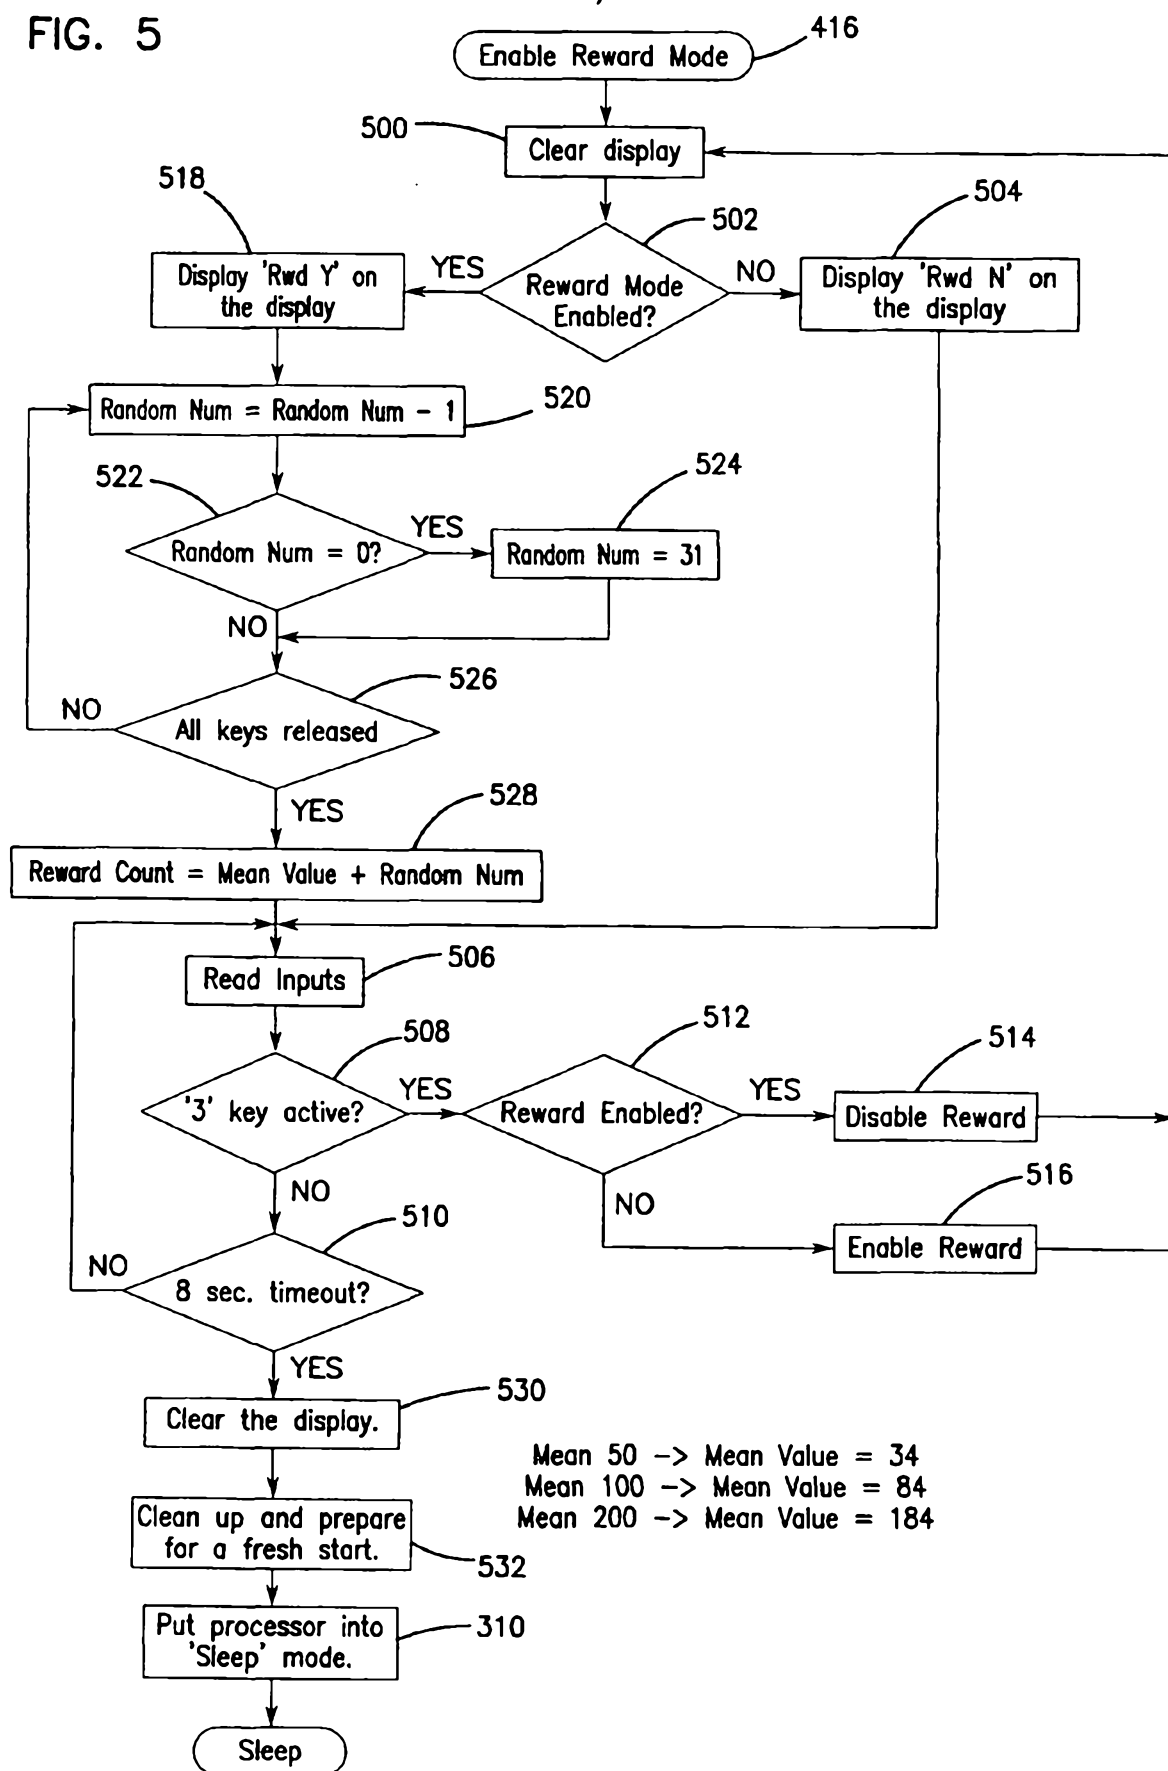 FIG. 5
Enable Reward Mode
416
500
Clear display
518
502
504
Display 'Rwd Y' on
the display
YES
Reward Mode
Enabled?
NO
Display 'Rwd N' on
the display
Random Num = Random Num - 1
520
522
524
Random Num = 0?
YES
Random Num = 31
NO
526
NO
All keys released
YES
528
Reward Count = Mean Value + Random Num
Read Inputs
506
508
512
514
'3' key active?
YES
Reward Enabled?
YES
Disable Reward
NO
NO
516
510
Enable Reward
NO
8 sec. timeout?
YES
530
Clear the display.
Mean 50 -> Mean Value = 34
Mean 100 -> Mean Value = 84
Mean 200 -> Mean Value = 184
Clean up and prepare
for a fresh start.
532
Put processor into
'Sleep' mode.
310
Sleep